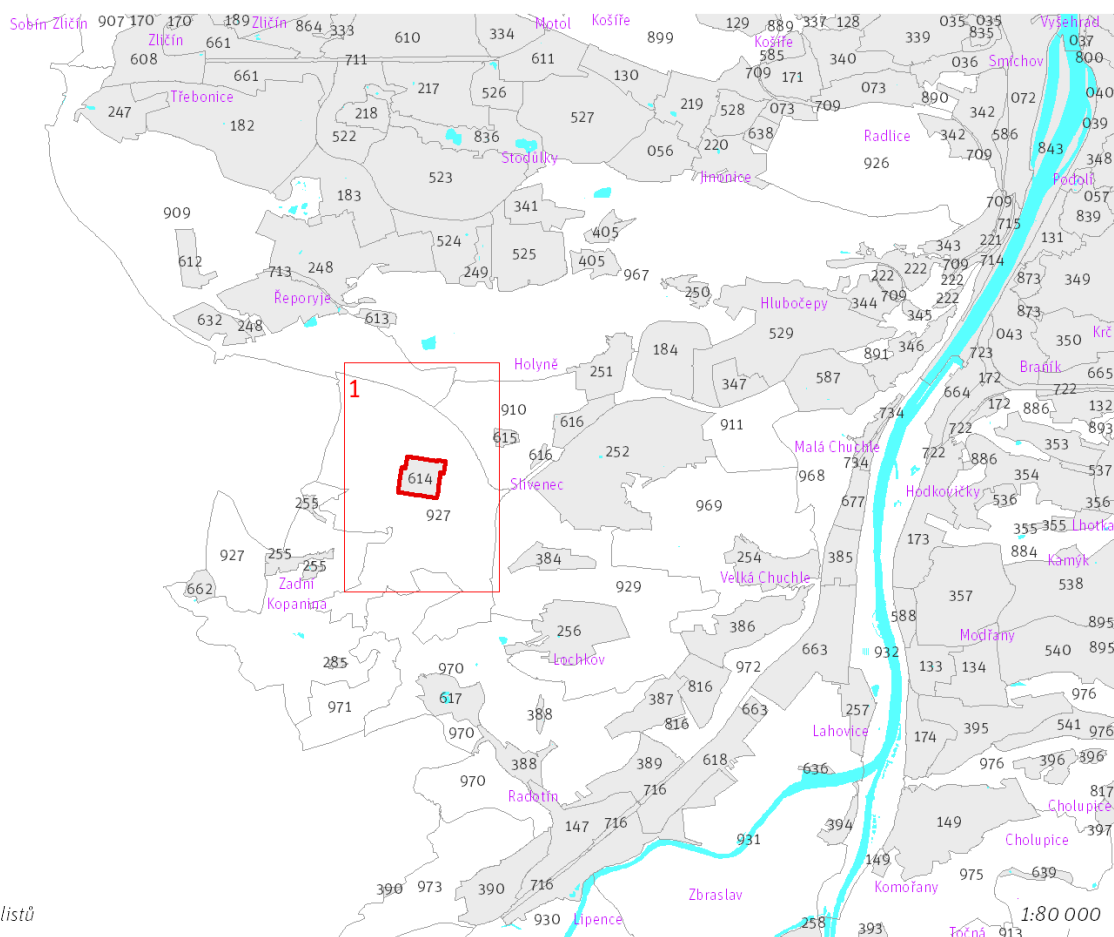 Sobín Zličín 907 170 170 189 Zličín 864 333 610 334 Motol Košíře 899 129 889 337 128 339 035 035 Vyšehrad
Zličín 661 711 611 Košíře 835 037
608 661 585 340 036 Smíchov 800
Třebonice 217 526 130 709 171 073 890 072 040
247 182 218 527 219 528 073 709 342 039
522 836 638 Radlice 342 586
Stodůlky 056 220 926 709 843 348
523 Jinonice Podolí
183 341 709 057
909 405 715 839
612 524 525 343 221 131
713 248 249 405 967 709 714
222 222 222 873 349
Řeporyje 250 Hlubočepy 344 709 222
632 248 613 529 345 873
043 350 Krč
184 891 346 723
1 Holyně 251 347 587 172 Braník 665
664 722
910 172 886 132
615 616 911 734 722 893
616 252 Malá Chuchle 722 353
614 Slivenec 968 734 886 354 537
255 927 969 677 Hodkovičky 536 356
355 355 Lhotka
927 255 384 254 385 173 884 Kamýk
255 Velká Chuchle 538
662 Zadní 929 357
Kopanina 588
256 386 Modřany 895
Lochkov 663 932 540 895
285 970 972 133 134
971 617 387 816 976
388 816 663 257 395 541
970 Lahovice 174 976
388 389 618 976 396 396
970 636
Radotín 716 817
Cholupice
147 716 394 149 397
931 Cholupice
149
390 973 390 716 Zbraslav Komořany 975 639
listů 930 Lipence 258 393 1:80 000
Točná 913